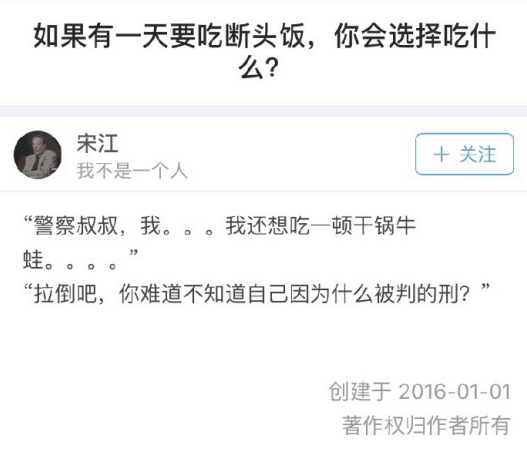 如果有一天要吃断头饭，你会选择吃什
么？
宋江
我不是一个人
＋ 关注
“警察叔叔，我。。。我还想吃一顿干锅牛
蛙。。。。”
“拉倒吧，你难道不知道自己因为什么被判的刑？”
创建于 2016-01-01
著作权归作者所有